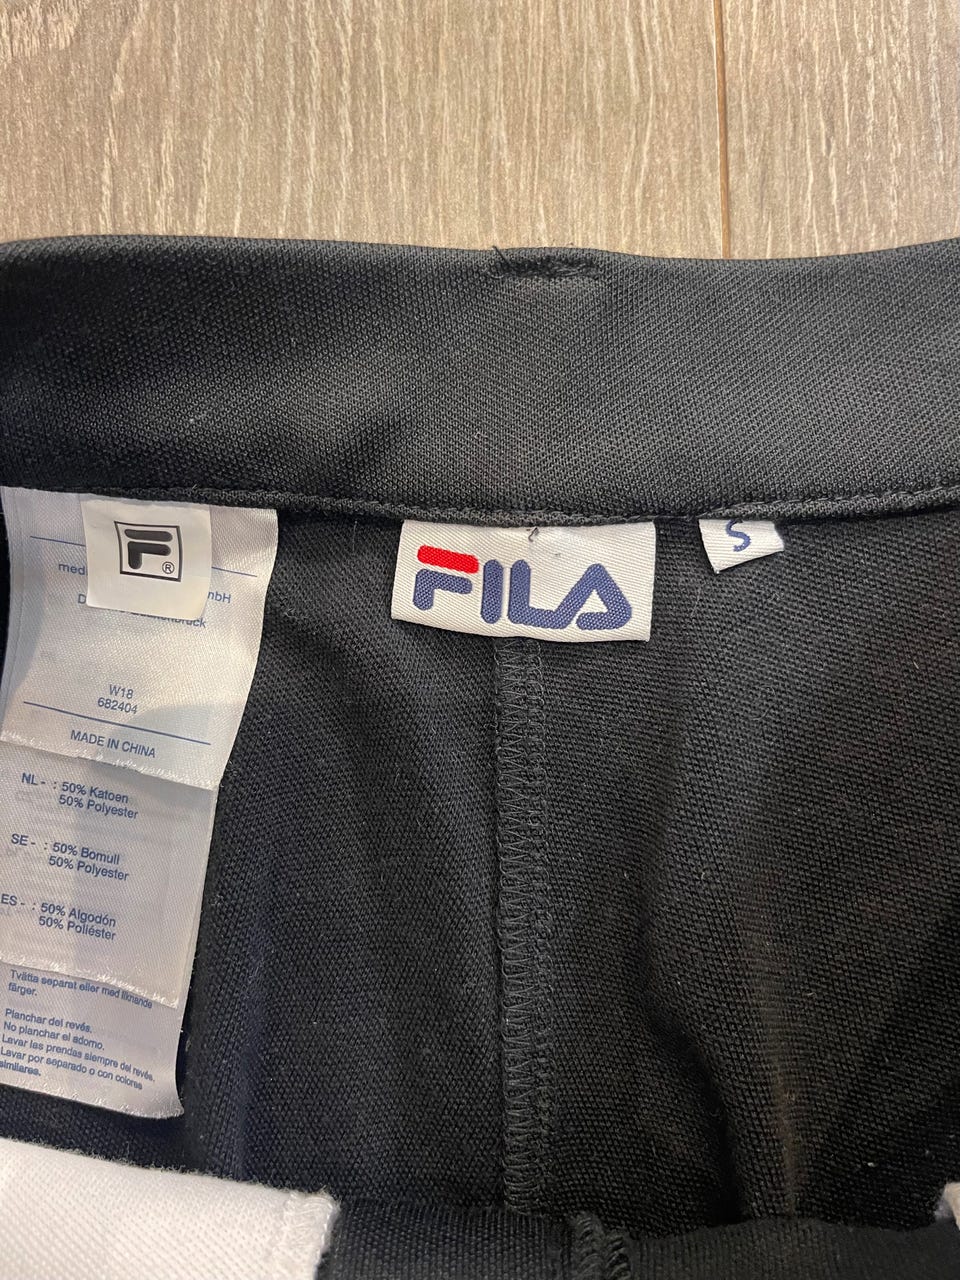 F®
FILA
S
W18
682404
MADE IN CHINA
NL - : 50% Katoen
50% Polyester
SE - : 50% Bomull
50% Polyester
ES - : 50% Algodón
50% Poliéster
Tvätta separat eller med liknande
färger.
Planchar del revés.
No planchar el adorno.
Lavar las prendas siempre del revés.
Lavar por separado o con colores
similares.